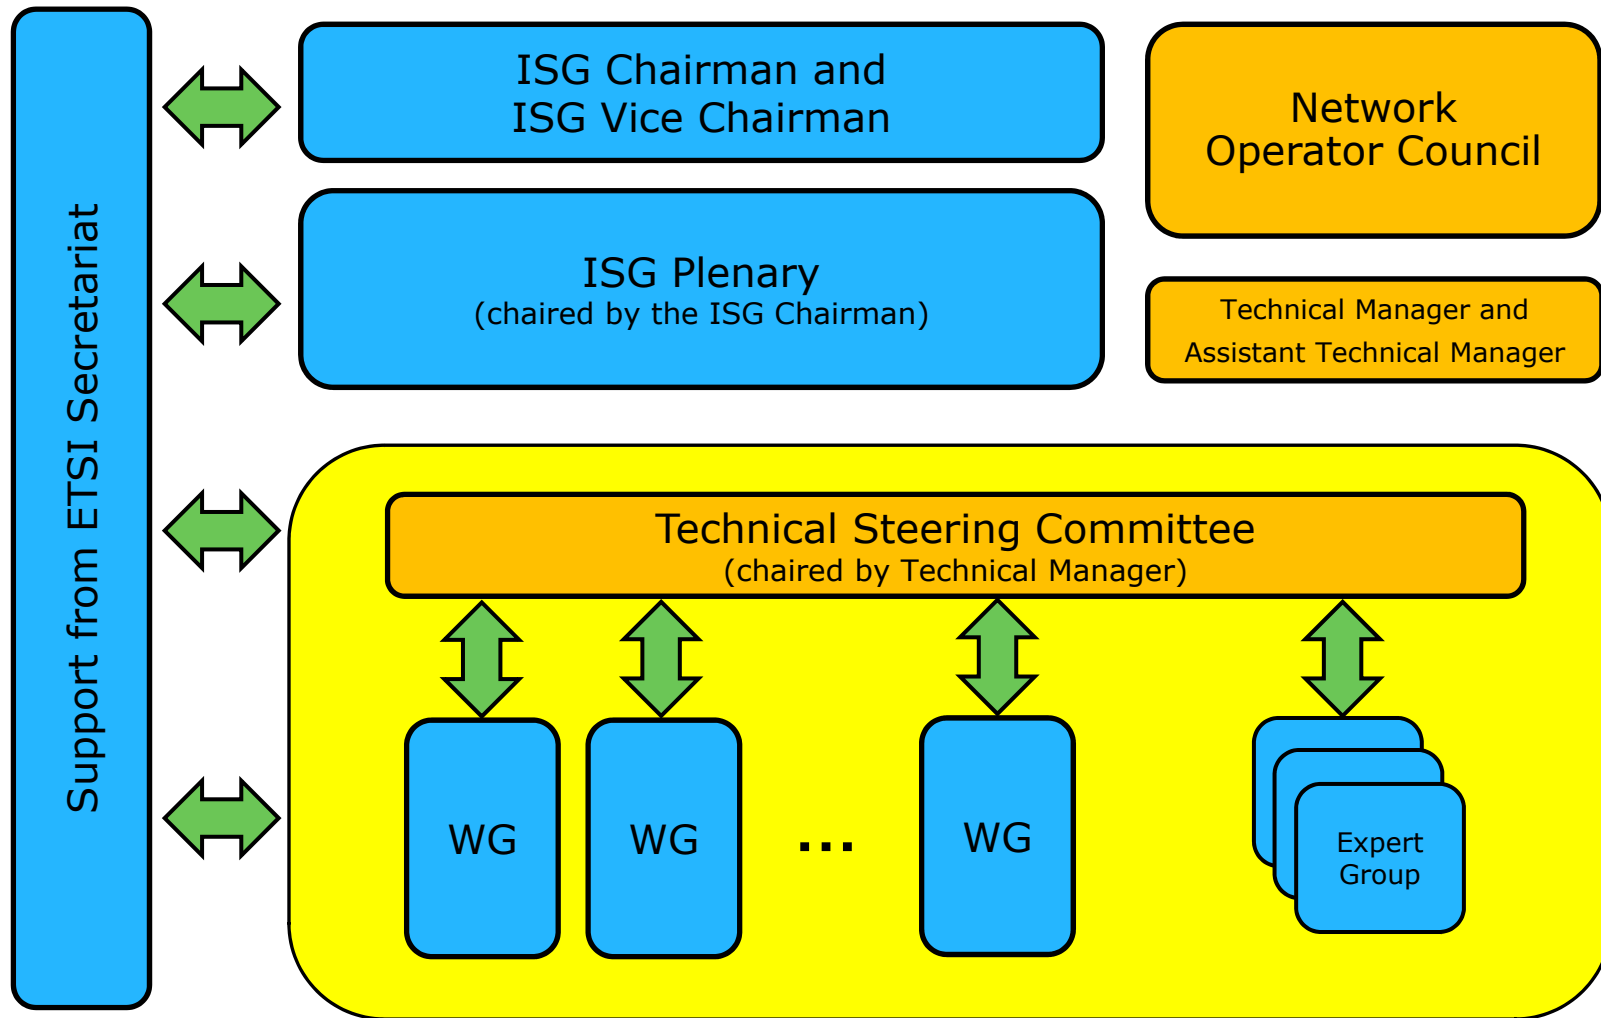 Support from ETSI Secretariat
ISG Chairman and
ISG Vice Chairman
Network
Operator Council
ISG Plenary
(chaired by the ISG Chairman)
Technical Manager and
Assistant Technical Manager
Technical Steering Committee
(chaired by Technical Manager)
WG
WG
...
WG
Expert
Group